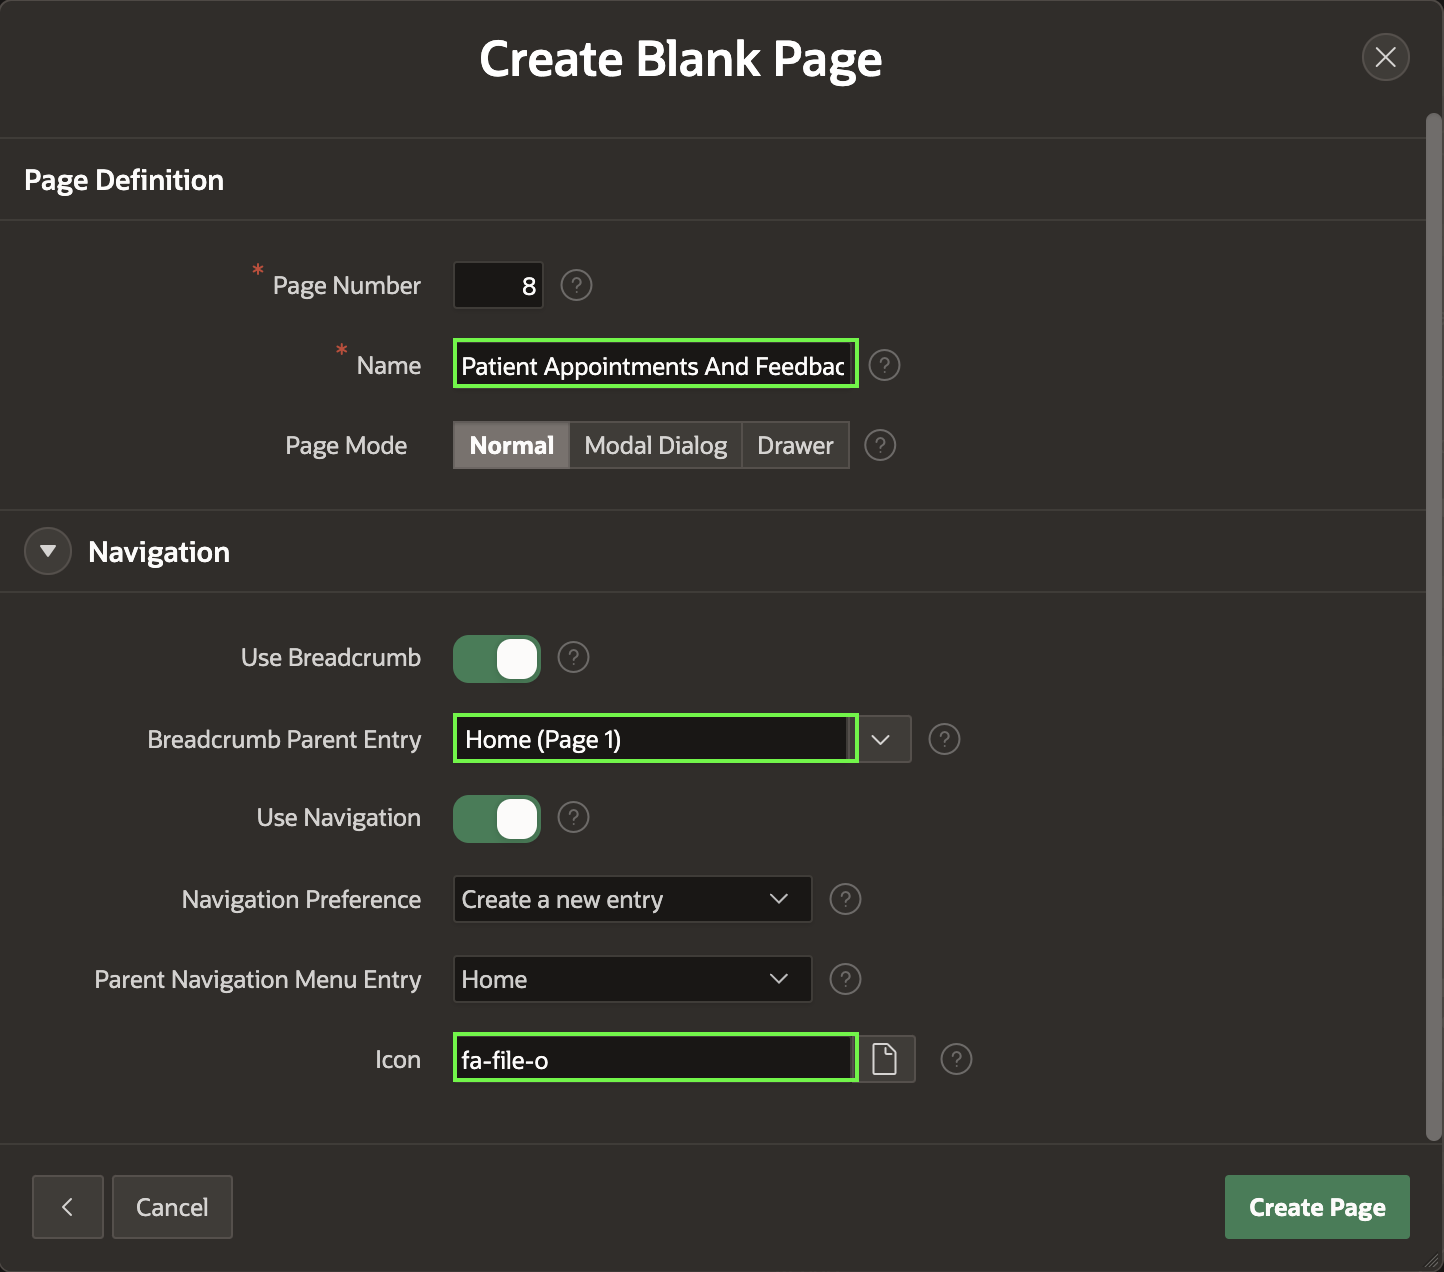 Create Blank Page
Page Definition
* Page Number 8 ?
* Name Patient Appointments And Feedbac ?
Page Mode Normal Modal Dialog Drawer ?
Navigation
Use Breadcrumb ?
Breadcrumb Parent Entry Home (Page 1) ?
Use Navigation ?
Navigation Preference Create a new entry ?
Parent Navigation Menu Entry Home ?
Icon fa-file-o ?
Cancel Create Page